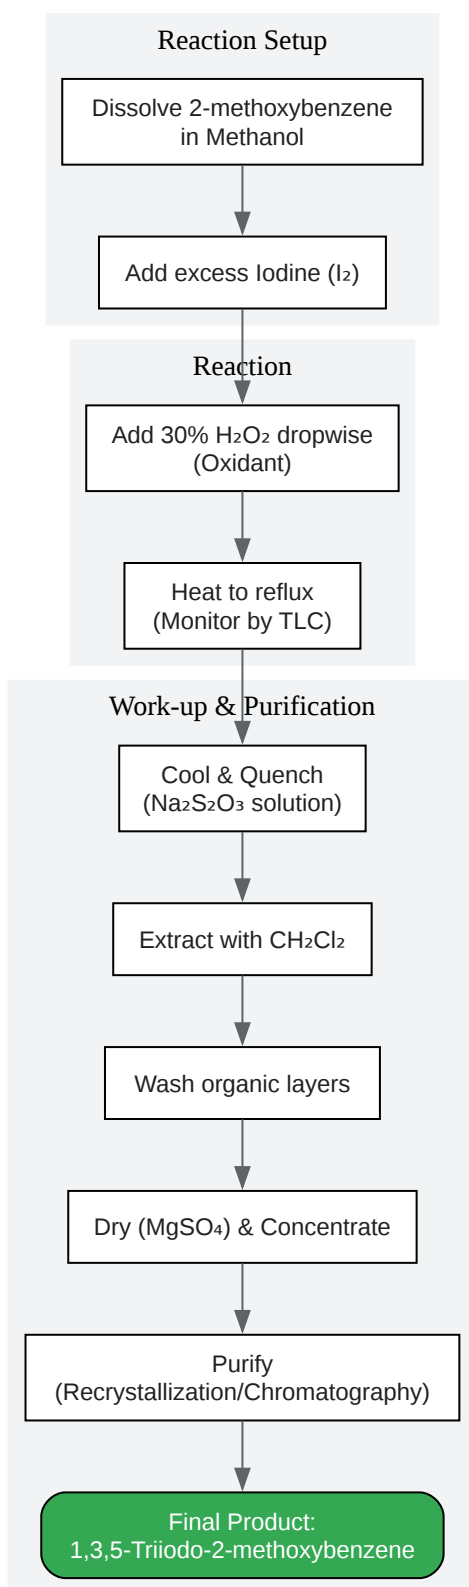 Reaction Setup
Dissolve 2-methoxybenzene
in Methanol
Add excess Iodine (I₂)
Reaction
Add 30% H₂O₂ dropwise
(Oxidant)
Heat to reflux
(Monitor by TLC)
Work-up & Purification
Cool & Quench
(Na₂S₂O₃ solution)
Extract with CH₂Cl₂
Wash organic layers
Dry (MgSO₄) & Concentrate
Purify
(Recrystallization/Chromatography)
Final Product:
1,3,5-Triiodo-2-methoxybenzene